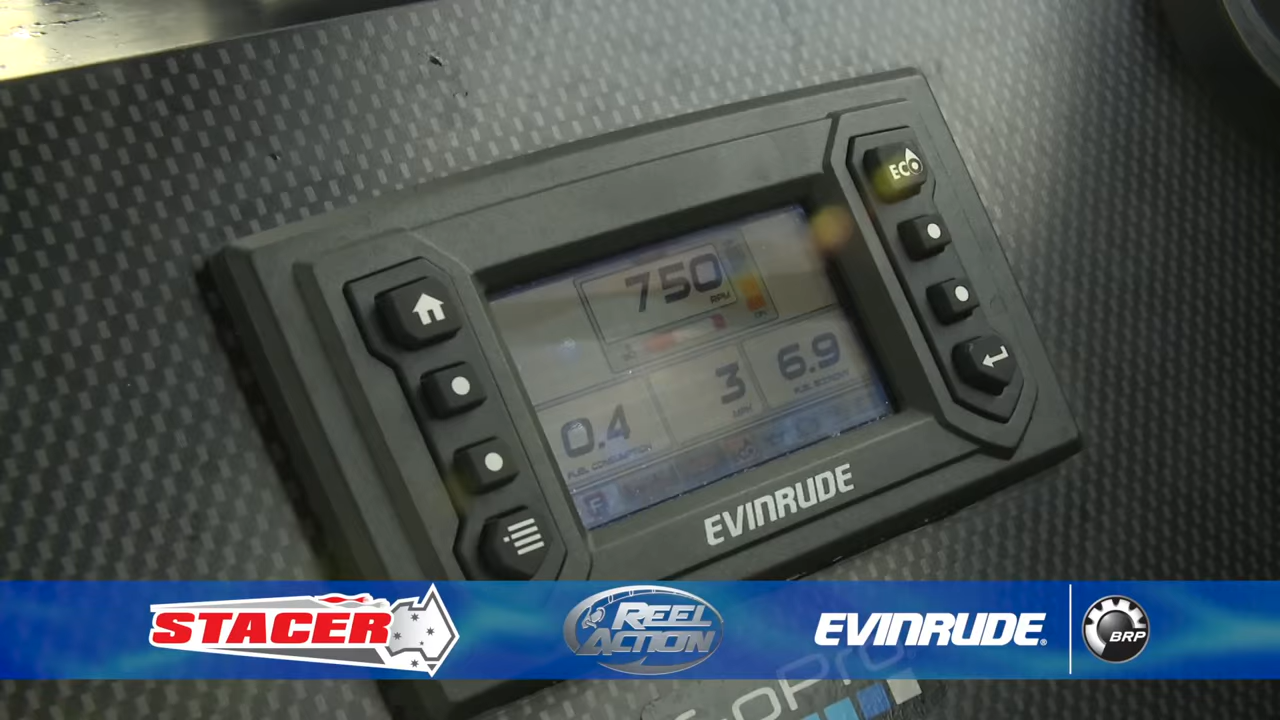 ECO
750
RPM
6.9
FUEL ECONOMY
3
MPH
0.4
FUEL CONSUMPTION
EVINRUDE
STACER
REEL
ACTION
EVINRUDE
BRP
GoPro